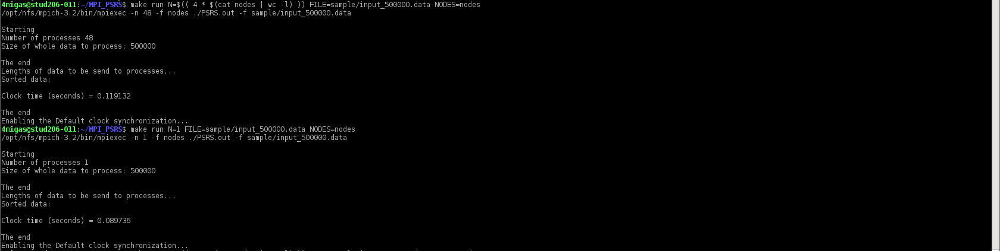 4migas@stud206-011:~/MPI_PSRS$ make run N=$(( 4 * $(cat nodes | wc -l) )) FILE=sample/input_500000.data NODES=nodes
/opt/nfs/mpich-3.2/bin/mpiexec -n 48 -f nodes ./PSRS.out -f sample/input_500000.data
Starting
Number of processes 48
Size of whole data to process: 500000
The end
Lengths of data to be send to processes...
Sorted data:
Clock time (seconds) = 0.119132
The end
Enabling the Default clock synchronization...
4migas@stud206-011:~/MPI_PSRS$ make run N=1 FILE=sample/input_500000.data NODES=nodes
/opt/nfs/mpich-3.2/bin/mpiexec -n 1 -f nodes ./PSRS.out -f sample/input_500000.data
Starting
Number of processes 1
Size of whole data to process: 500000
The end
Lengths of data to be send to processes...
Sorted data:
Clock time (seconds) = 0.089736
The end
Enabling the Default clock synchronization...